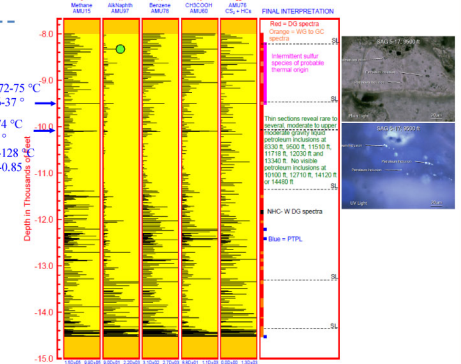 Methane
AMU15
AlkNaphth
AMU97
Benzene
AMU78
CH3COOH
AMU60
AMU76
CS₂ + HCs
FINAL INTERPRETATION
Red = DG spectra
Orange = WG to GC
spectra
SL
Intermittent sulfur
species of probable
thermal origin
SL
Thin sections reveal rare to
several, moderate to upper
moderate gravity liquid
petroleum inclusions at
8330 ft, 9500 ft, 11510 ft,
11718 ft, 12030 ft and
13340 ft. No visible
petroleum inclusions at
10100 ft, 12710 ft, 14120 ft
or 14480 ft
SL
NHC- W DG spectra
Blue = PTPL
SL
SL
72-75 °C
-37 °
74 °C
°
-128 °
-0.85
Depth in Thousands of Feet
-8.0
-9.0
-10.0
-11.0
-12.0
-13.0
-14.0
-15.0
UV Light